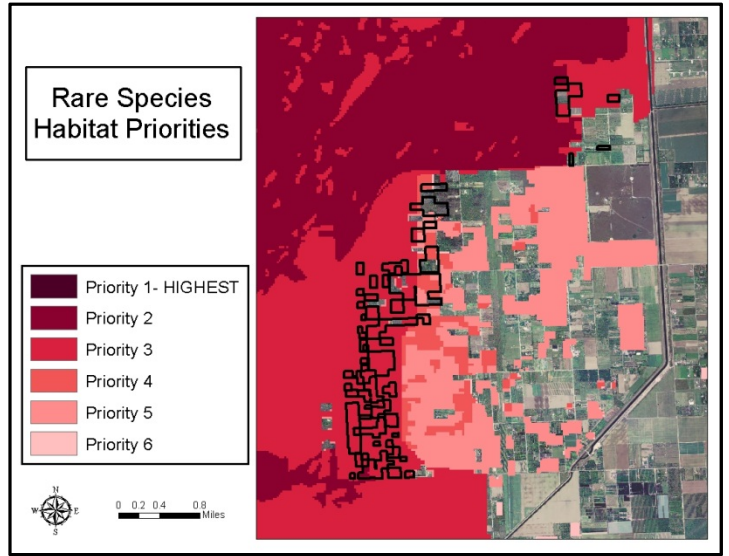 Rare Species
Habitat Priorities
Priority 1- HIGHEST
Priority 2
Priority 3
Priority 4
Priority 5
Priority 6
N
W E
S
0 0.2 0.4 0.8
Miles